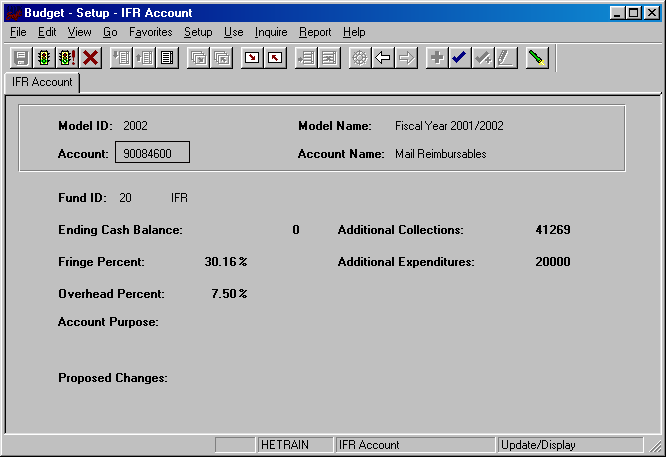 Budget - Setup - IFR Account
File Edit View Go Favorites Setup Use Inquire Report Help
IFR Account
Model ID: 2002 Model Name: Fiscal Year 2001/2002
Account: 90084600 Account Name: Mail Reimbursables
Fund ID: 20 IFR
Ending Cash Balance: 0 Additional Collections: 41269
Fringe Percent: 30.16 % Additional Expenditures: 20000
Overhead Percent: 7.50 %
Account Purpose:
Proposed Changes:
HETRAIN IFR Account Update/Display